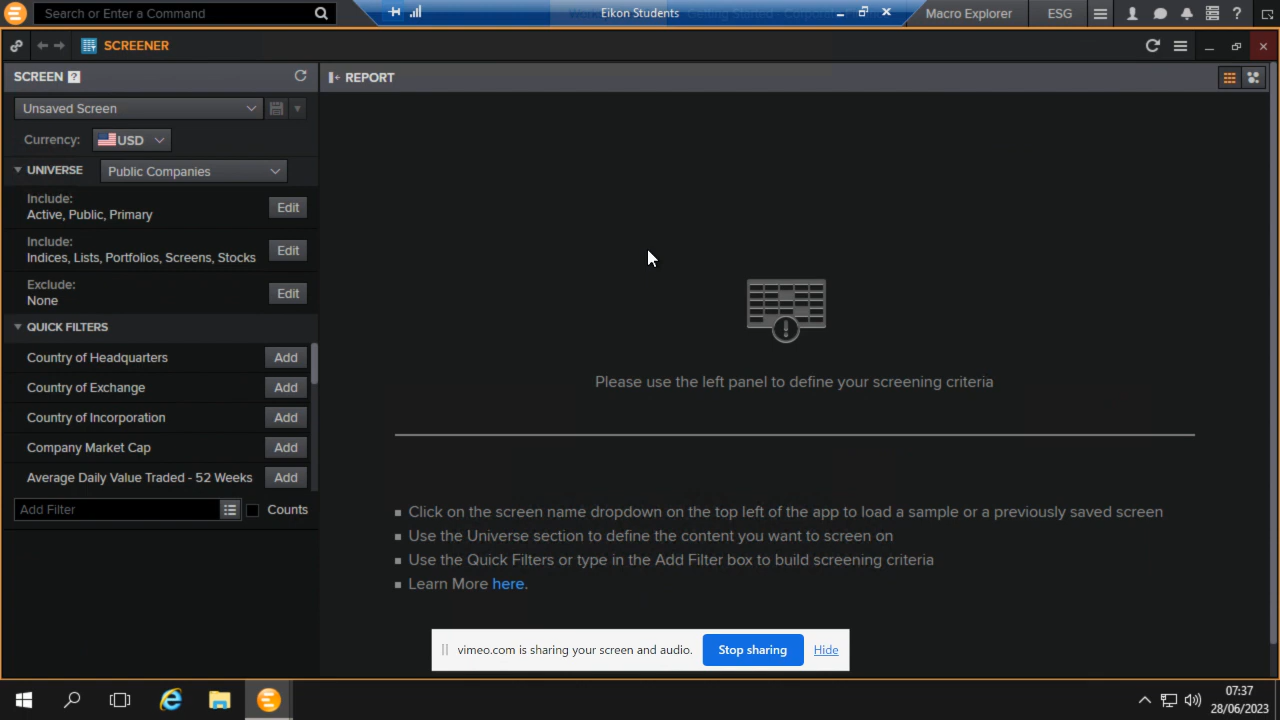 Search or Enter a Command
Eikon Students
Macro Explorer
ESG
?
SCREENER
SCREEN ?
REPORT
Unsaved Screen
Currency: USD
UNIVERSE Public Companies
Include:
Active, Public, Primary
Edit
Include:
Indices, Lists, Portfolios, Screens, Stocks
Edit
Exclude:
None
Edit
QUICK FILTERS
Country of Headquarters Add
Country of Exchange Add
Country of Incorporation Add
Company Market Cap Add
Average Daily Value Traded - 52 Weeks Add
Add Filter Counts
Please use the left panel to define your screening criteria
Click on the screen name dropdown on the top left of the app to load a sample or a previously saved screen
Use the Universe section to define the content you want to screen on
Use the Quick Filters or type in the Add Filter box to build screening criteria
Learn More here.
vimeo.com is sharing your screen and audio. Stop sharing Hide
07:37
28/06/2023